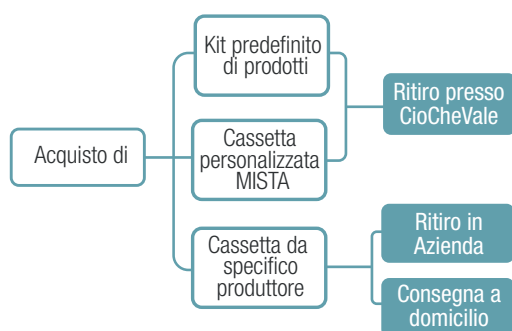 Kit predefinito
di prodotti
Ritiro presso
CioCheVale
Acquisto di
Cassetta
personalizzata
MISTA
Cassetta da
specifico
produttore
Ritiro in
Azienda
Consegna a
domicilio